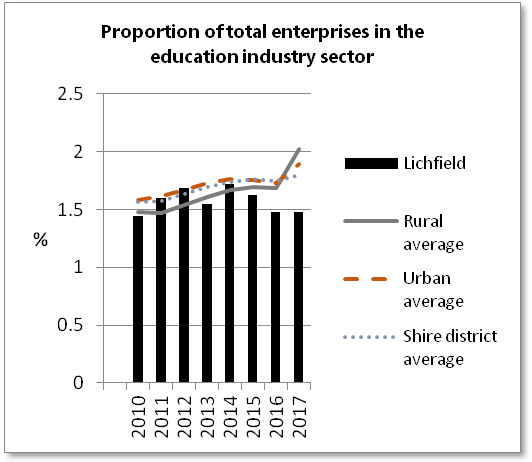 Proportion of total enterprises in the
education industry sector
2.5
2
1.5
1
0.5
0
%
2010
2011
2012
2013
2014
2015
2016
2017
Lichfield
Rural
average
Urban
average
Shire district
average